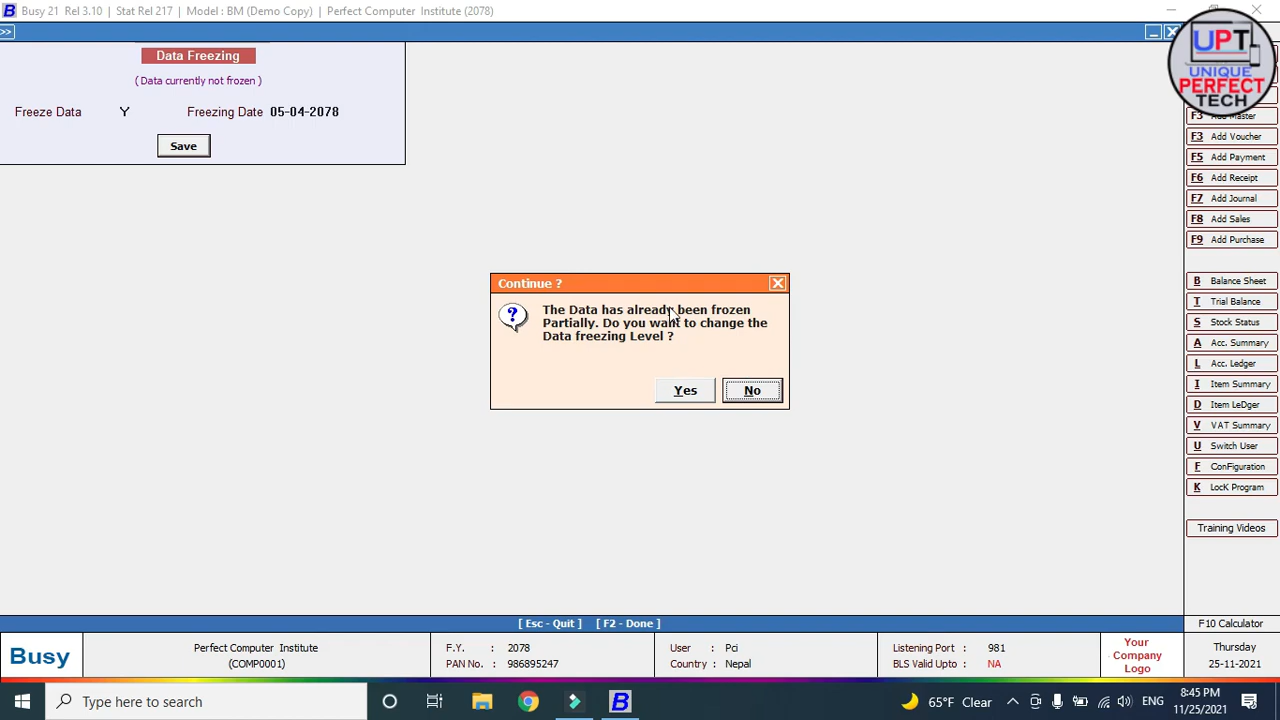 Busy 21 Rel 3.10 | Stat Rel 217 | Model : BM (Demo Copy) | Perfect Computer Institute (2078)
>>
UPT
UNIQUE
PERFECT
TECH
Data Freezing
( Data currently not frozen )
Freeze Data Y Freezing Date 05-04-2078
Save
Continue ?
The Data has already been frozen
Partially. Do you want to change the
Data freezing Level ?
Yes No
F3 Add Master
F3 Add Voucher
F5 Add Payment
F6 Add Receipt
F7 Add Journal
F8 Add Sales
F9 Add Purchase
B Balance Sheet
T Trial Balance
S Stock Status
A Acc. Summary
L Acc. Ledger
I Item Summary
D Item LeDger
V VAT Summary
U Switch User
F ConFiguration
K LocK Program
Training Videos
[ Esc - Quit ] [ F2 - Done ]
F10 Calculator
Busy
Perfect Computer Institute
(COMP0001)
F.Y. : 2078
PAN No. : 986895247
User : Pci
Country : Nepal
Listening Port : 981
BLS Valid Upto : NA
Your
Company
Logo
Thursday
25-11-2021
Type here to search
65°F Clear
ENG
8:45 PM
11/25/2021